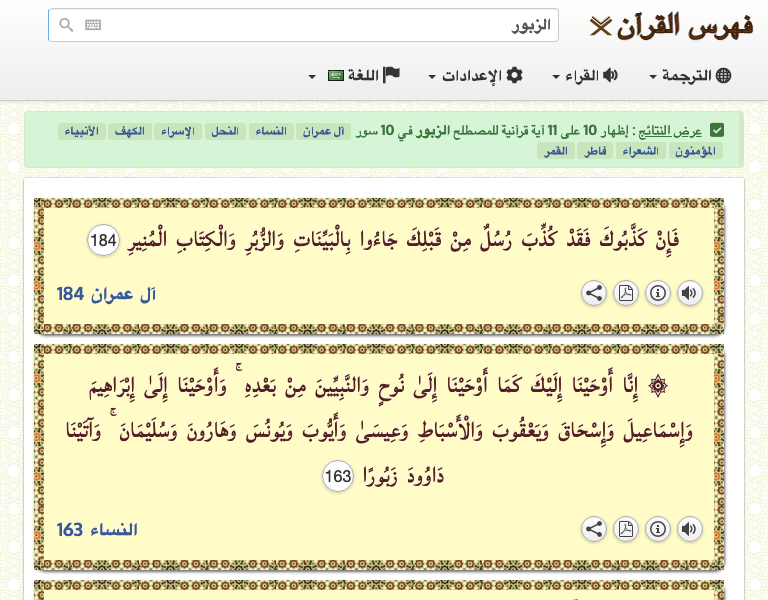 فهرس القرآن
الزبور
الترجمة
القراء
الإعدادات
اللغة
عرض النتائج : إظهار 10 على 11 آية قرآنية للمصطلح الزبور في 10 سور آل عمران النساء النحل الإسراء الكهف الأنبياء
المؤمنون الشعراء فاطر القمر
فَإِنْ كَذَّبُوكَ فَقَدْ كُذِّبَ رُسُلٌ مِنْ قَبْلِكَ جَاءُوا بِالْبَيِّنَاتِ وَالزُّبُرِ وَالْكِتَابِ الْمُنِيرِ 184
آل عمران 184
۞ إِنَّا أَوْحَيْنَا إِلَيْكَ كَمَا أَوْحَيْنَا إِلَىٰ نُوحٍ وَالنَّبِيِّينَ مِنْ بَعْدِهِ ۚ وَأَوْحَيْنَا إِلَىٰ إِبْرَاهِيمَ
وَإِسْمَاعِيلَ وَإِسْحَاقَ وَيَعْقُوبَ وَالْأَسْبَاطِ وَعِيسَىٰ وَأَيُّوبَ وَيُونُسَ وَهَارُونَ وَسُلَيْمَانَ ۚ وَآتَيْنَا
دَاوُودَ زَبُورًا 163
النساء 163